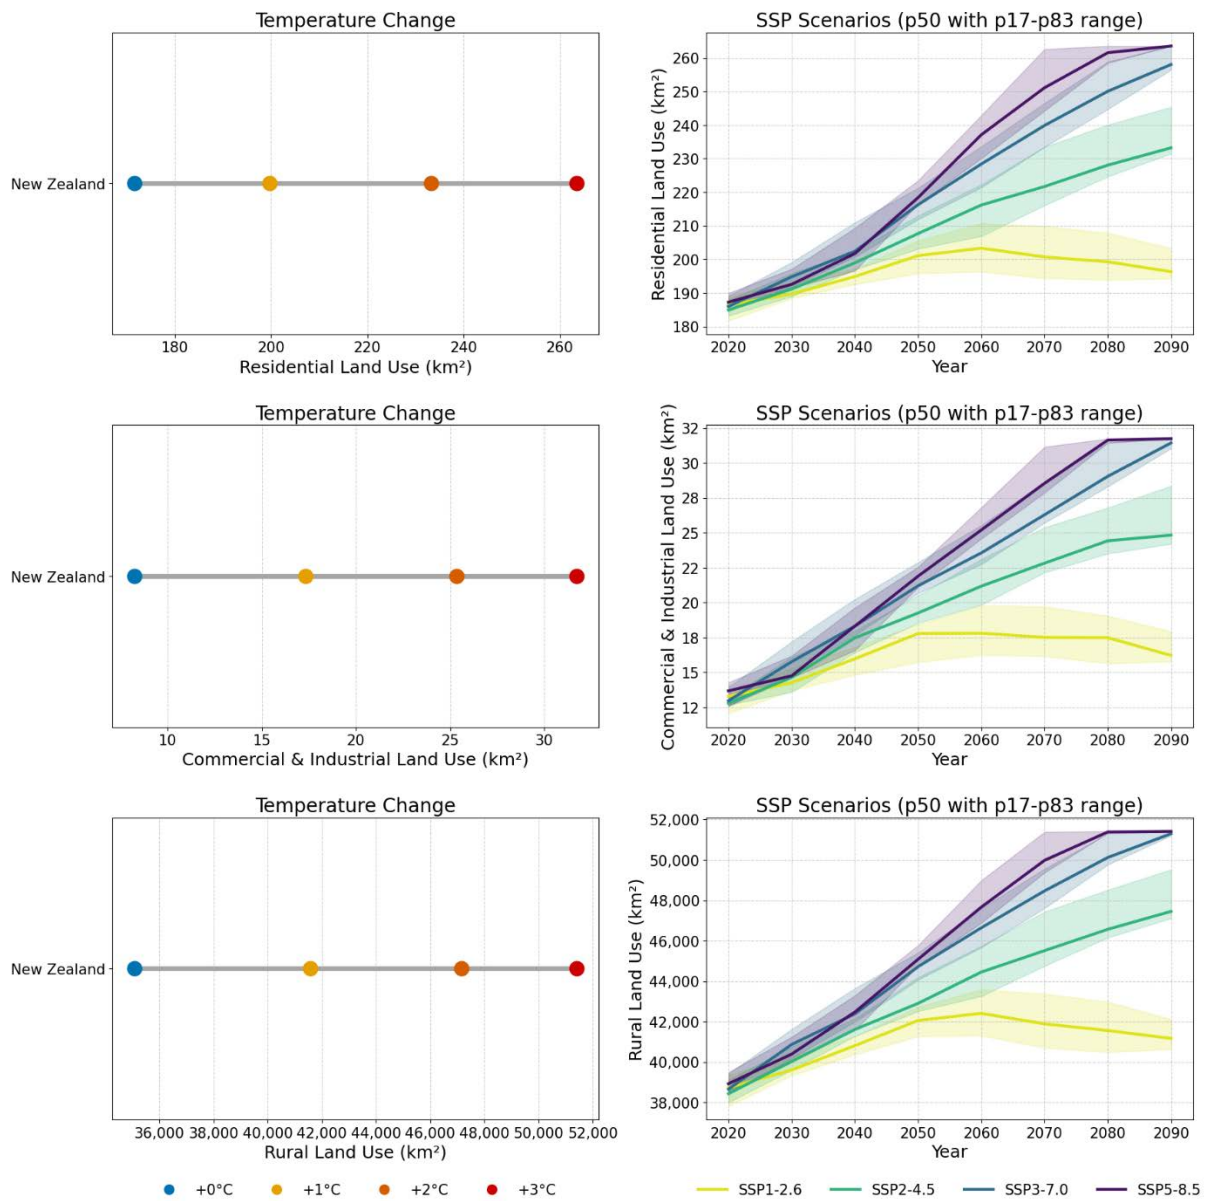 Temperature Change
New Zealand
180 200 220 240 260
Residential Land Use (km²)
SSP Scenarios (p50 with p17-p83 range)
Residential Land Use (km²)
260
250
240
230
220
210
200
190
180
2020 2030 2040 2050 2060 2070 2080 2090
Year
Temperature Change
New Zealand
10 15 20 25 30
Commercial & Industrial Land Use (km²)
SSP Scenarios (p50 with p17-p83 range)
Commercial & Industrial Land Use (km²)
32
30
28
25
22
20
18
15
12
2020 2030 2040 2050 2060 2070 2080 2090
Year
Temperature Change
New Zealand
36,000 38,000 40,000 42,000 44,000 46,000 48,000 50,000 52,000
Rural Land Use (km²)
SSP Scenarios (p50 with p17-p83 range)
Rural Land Use (km²)
52,000
50,000
48,000
46,000
44,000
42,000
40,000
38,000
2020 2030 2040 2050 2060 2070 2080 2090
Year
+0°C +1°C +2°C +3°C
SSP1-2.6 SSP2-4.5 SSP3-7.0 SSP5-8.5